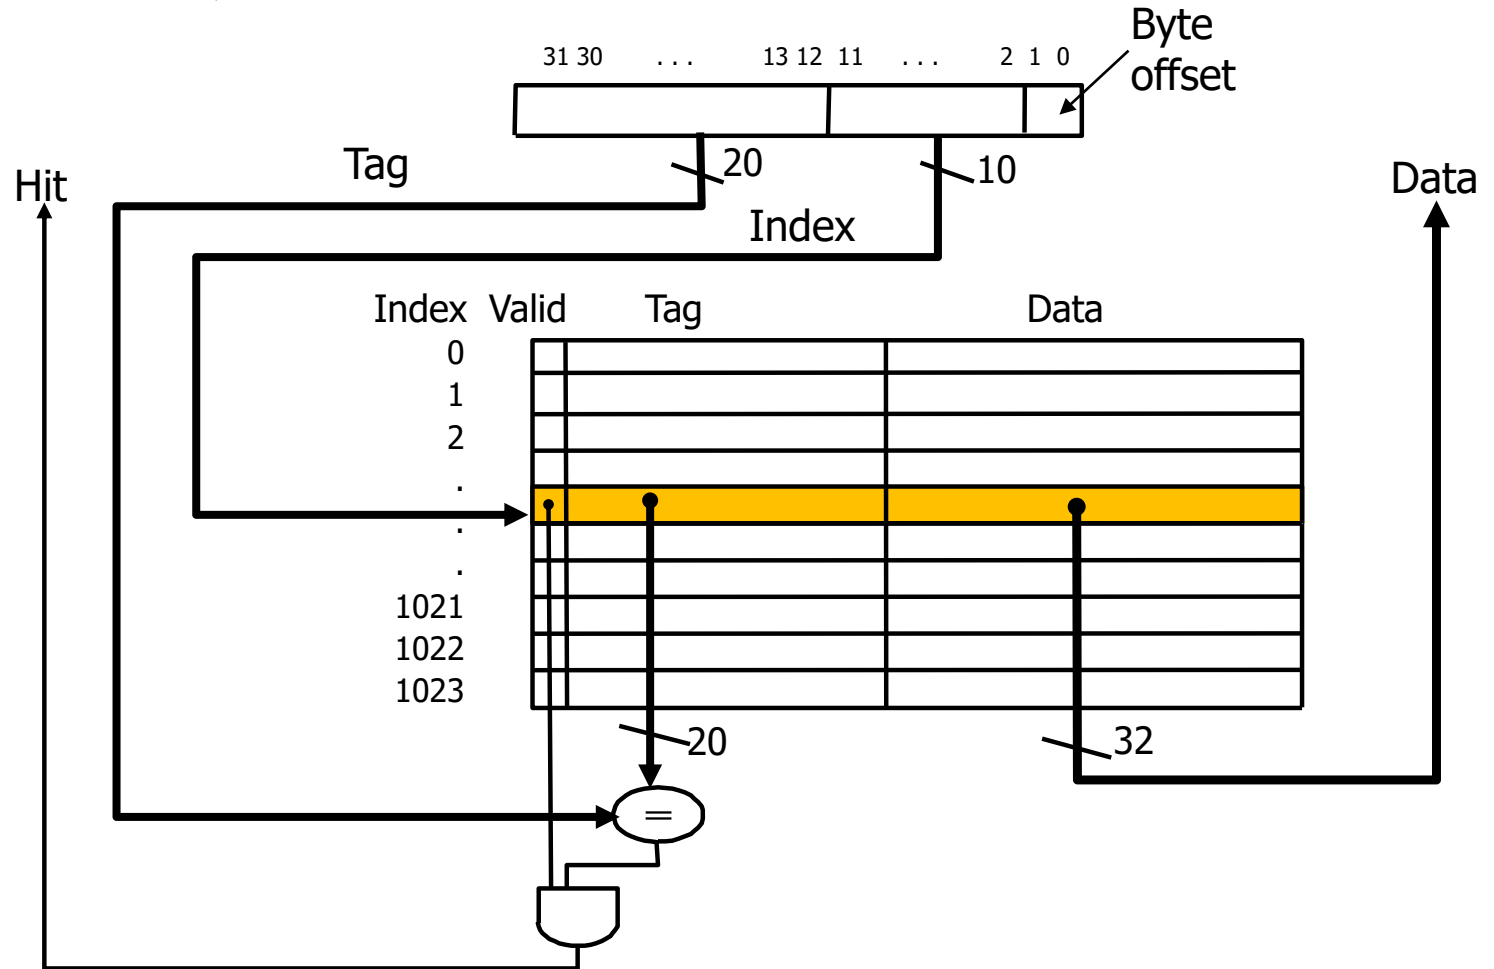 Byte
offset
31 30 . . . 13 12 11 . . . 2 1 0
20
10
Tag
Hit
Data
Index
Index Valid Tag Data
0
1
2
.
.
.
1021
1022
1023
20
32
=